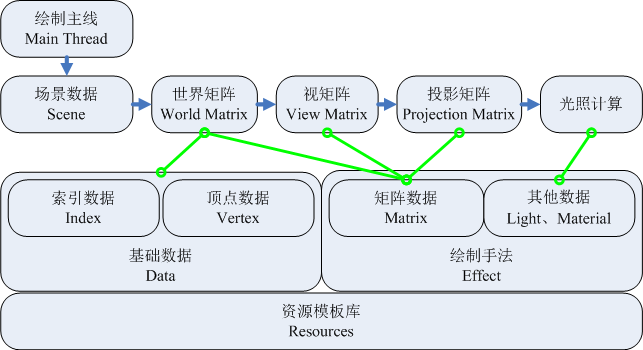 绘制主线
Main Thread
场景数据
Scene
世界矩阵
World Matrix
视矩阵
View Matrix
投影矩阵
Projection Matrix
光照计算
索引数据
Index
顶点数据
Vertex
矩阵数据
Matrix
其他数据
Light、Material
基础数据
Data
绘制手法
Effect
资源模板库
Resources